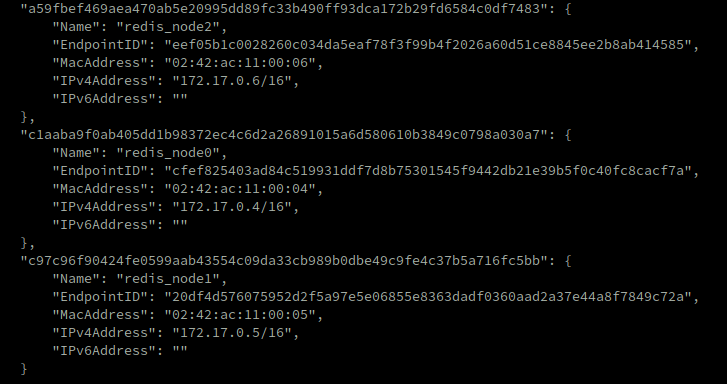 "a59fbef469aea470ab5e20995dd89fc33b490ff93dca172b29fd6584c0df7483": {
"Name": "redis_node2",
"EndpointID": "eef05b1c0028260c034da5eaf78f3f99b4f2026a60d51ce8845ee2b8ab414585",
"MacAddress": "02:42:ac:11:00:06",
"IPv4Address": "172.17.0.6/16",
"IPv6Address": ""
},
"c1aaba9f0ab405dd1b98372ec4c6d2a26891015a6d580610b3849c0798a030a7": {
"Name": "redis_node0",
"EndpointID": "cfef825403ad84c519931ddf7d8b75301545f9442db21e39b5f0c40fc8cacf7a",
"MacAddress": "02:42:ac:11:00:04",
"IPv4Address": "172.17.0.4/16",
"IPv6Address": ""
},
"c97c96f90424fe0599aab43554c09da33cb989b0dbe49c9fe4c37b5a716fc5bb": {
"Name": "redis_node1",
"EndpointID": "20df4d576075952d2f5a97e5e06855e8363dadf0360aad2a37e44a8f7849c72a",
"MacAddress": "02:42:ac:11:00:05",
"IPv4Address": "172.17.0.5/16",
"IPv6Address": ""
}